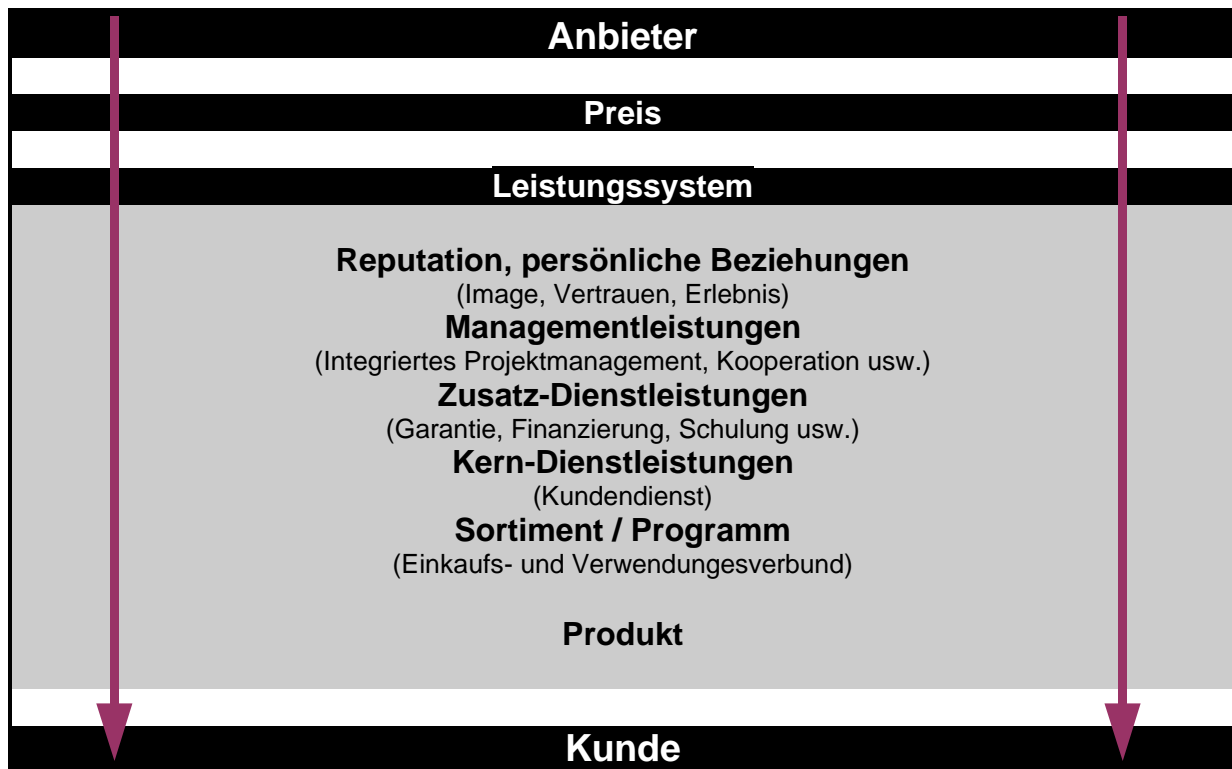 Anbieter
Preis
Leistungssystem
Reputation, persönliche Beziehungen
(Image, Vertrauen, Erlebnis)
Managementleistungen
(Integriertes Projektmanagement, Kooperation usw.)
Zusatz-Dienstleistungen
(Garantie, Finanzierung, Schulung usw.)
Kern-Dienstleistungen
(Kundendienst)
Sortiment / Programm
(Einkaufs- und Verwendungesverbund)
Produkt
Kunde